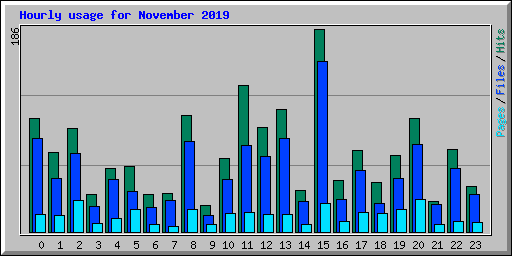 Hourly usage for November 2019
186
Pages/Files/Hits
0 1 2 3 4 5 6 7 8 9 10 11 12 13 14 15 16 17 18 19 20 21 22 23